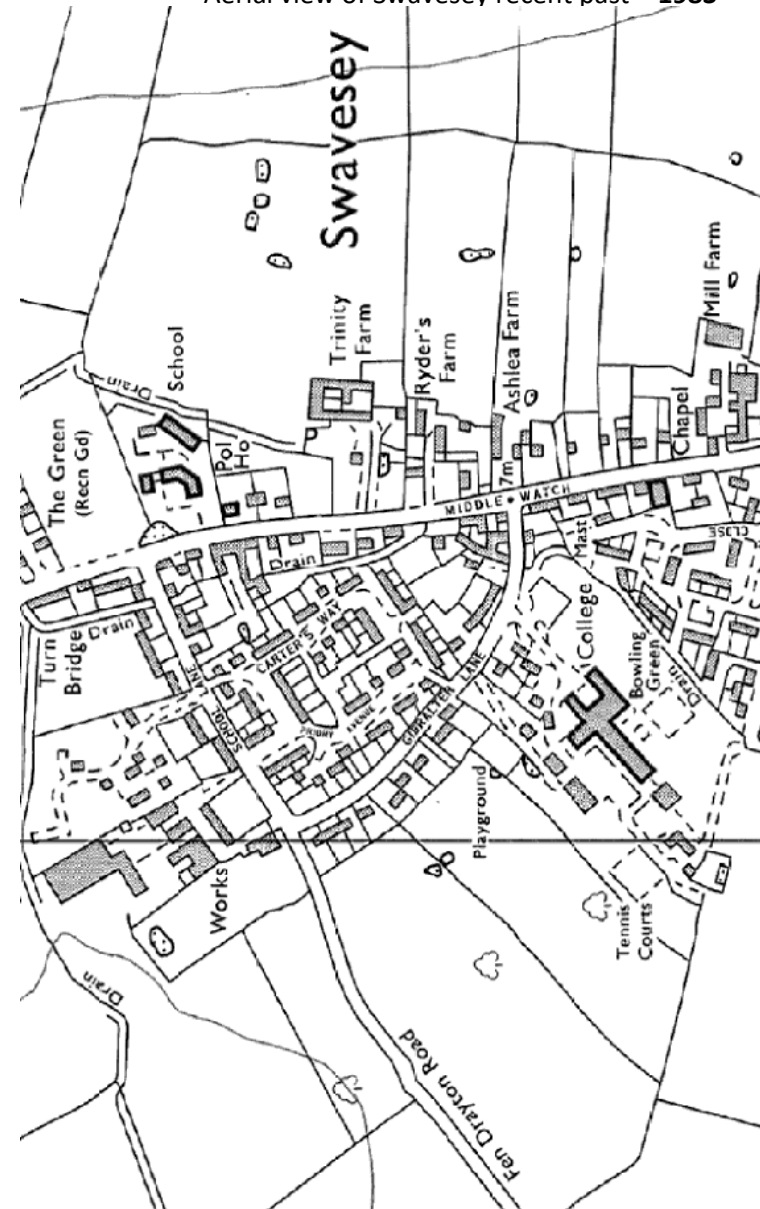 Aerial view of Swavesey recent past
1985
Swavesey
School
Drain
The Green
(Recn Gd)
Pol
Ho
Trinity
Farm
Ryder's
Farm
Ashlea Farm
Mill Farm
Chapel
7m
MIDDLE WATCH
Mast
CLOSE
Drain
Drain
Turn
Bridge
SCHOOL LANE
CARTER'S WAY
PRIORY AVENUE
GIBRALTER LANE
College
Bowling
Green
Drain
Playground
Works
Tennis
Courts
Drain
Fen Drayton Road